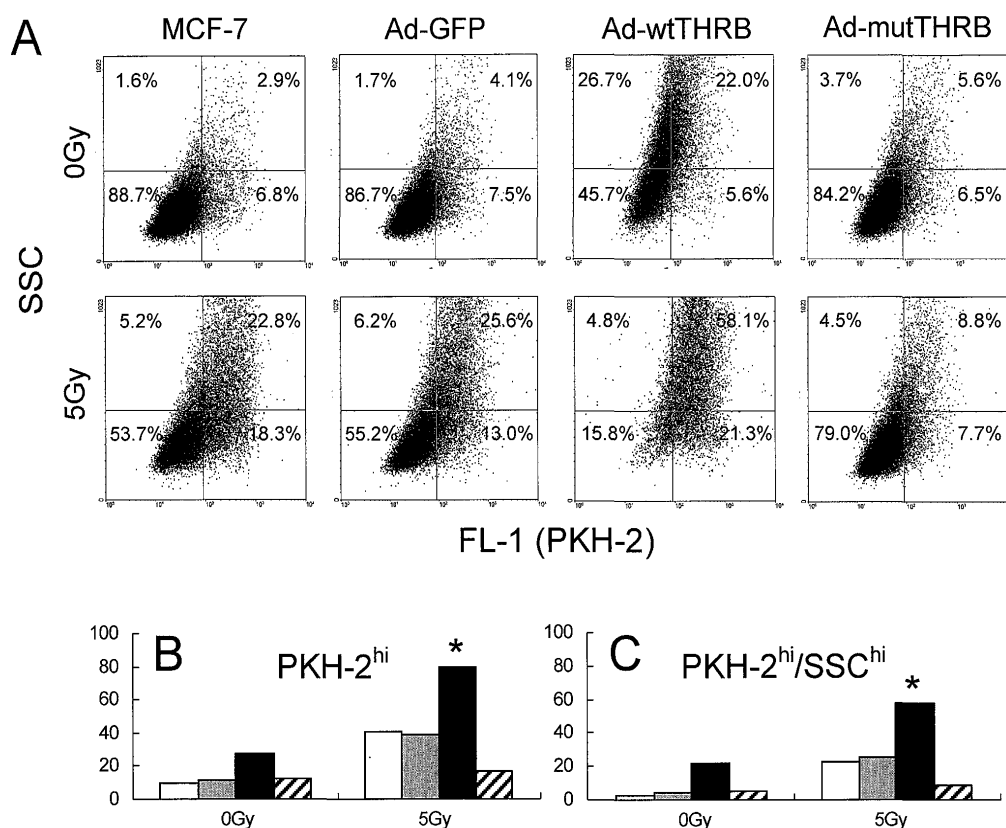 A
MCF-7 Ad-GFP Ad-wtTHRB Ad-mutTHRB
0Gy
1023 1023 1023 1023
1.6% 2.9% 1.7% 4.1% 26.7% 22.0% 3.7% 5.6%
88.7% 6.8% 86.7% 7.5% 45.7% 5.6% 84.2% 6.5%
SSC
5Gy
5.2% 22.8% 6.2% 25.6% 4.8% 58.1% 4.5% 8.8%
53.7% 18.3% 55.2% 13.0% 15.8% 21.3% 79.0% 7.7%
FL-1 (PKH-2)
B
PKH-2hi
*
100
80
60
40
20
0
0Gy 5Gy
C
PKH-2hi/SSChi
*
100
80
60
40
20
0
0Gy 5Gy